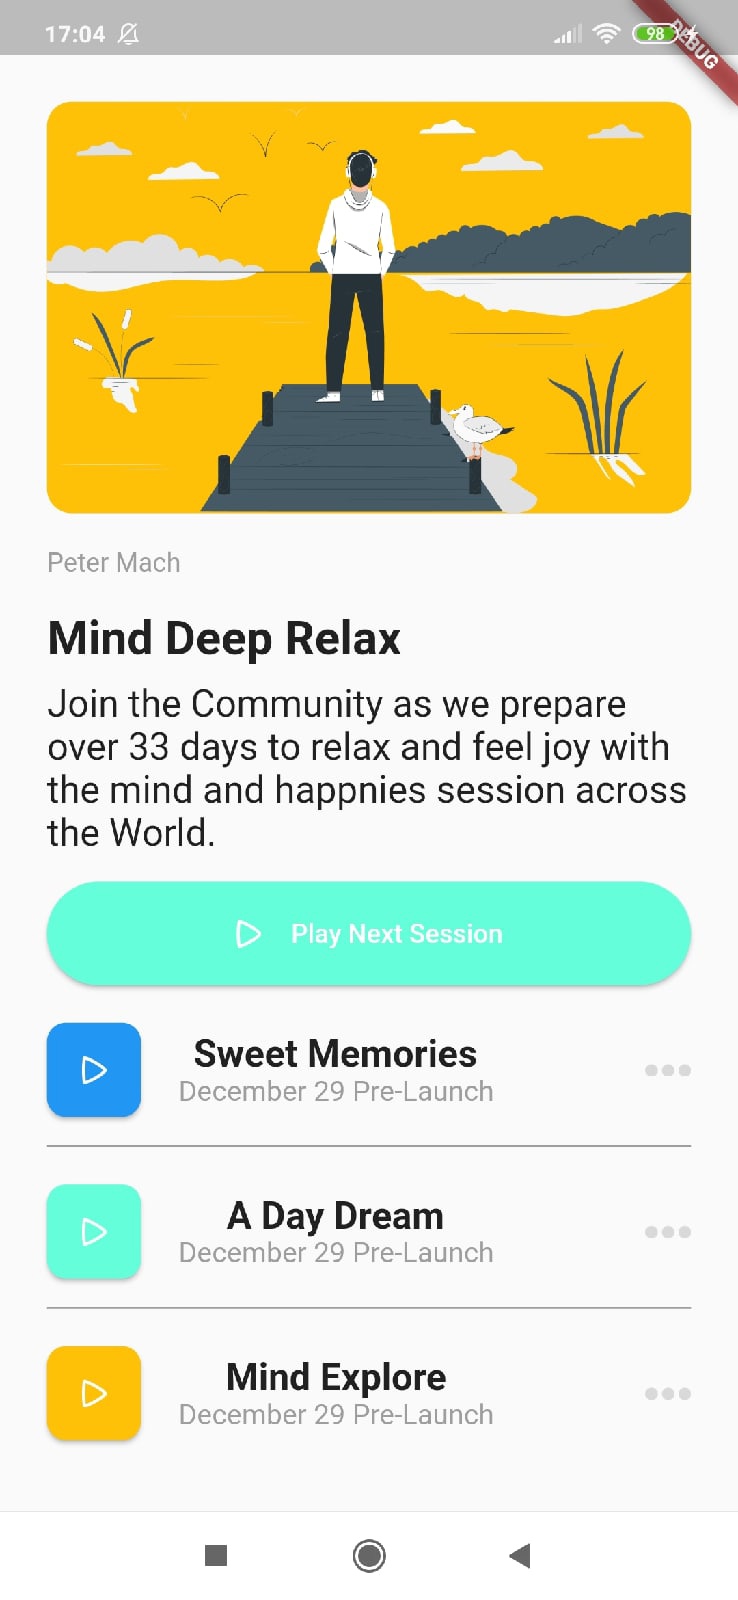 17:04
98
DEBUG
Peter Mach
Mind Deep Relax
Join the Community as we prepare
over 33 days to relax and feel joy with
the mind and happnies session across
the World.
Play Next Session
Sweet Memories
December 29 Pre-Launch
A Day Dream
December 29 Pre-Launch
Mind Explore
December 29 Pre-Launch